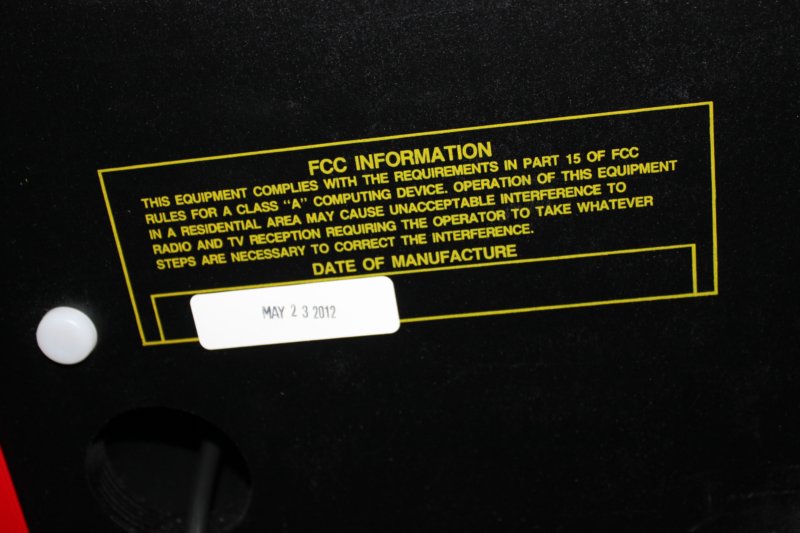 FCC INFORMATION
THIS EQUIPMENT COMPLIES WITH THE REQUIREMENTS IN PART 15 OF FCC
RULES FOR A CLASS "A" COMPUTING DEVICE. OPERATION OF THIS EQUIPMENT
IN A RESIDENTIAL AREA MAY CAUSE UNACCEPTABLE INTERFERENCE TO
RADIO AND TV RECEPTION REQUIRING THE OPERATOR TO TAKE WHATEVER
STEPS ARE NECESSARY TO CORRECT THE INTERFERENCE.
DATE OF MANUFACTURE
MAY 2 3 2012